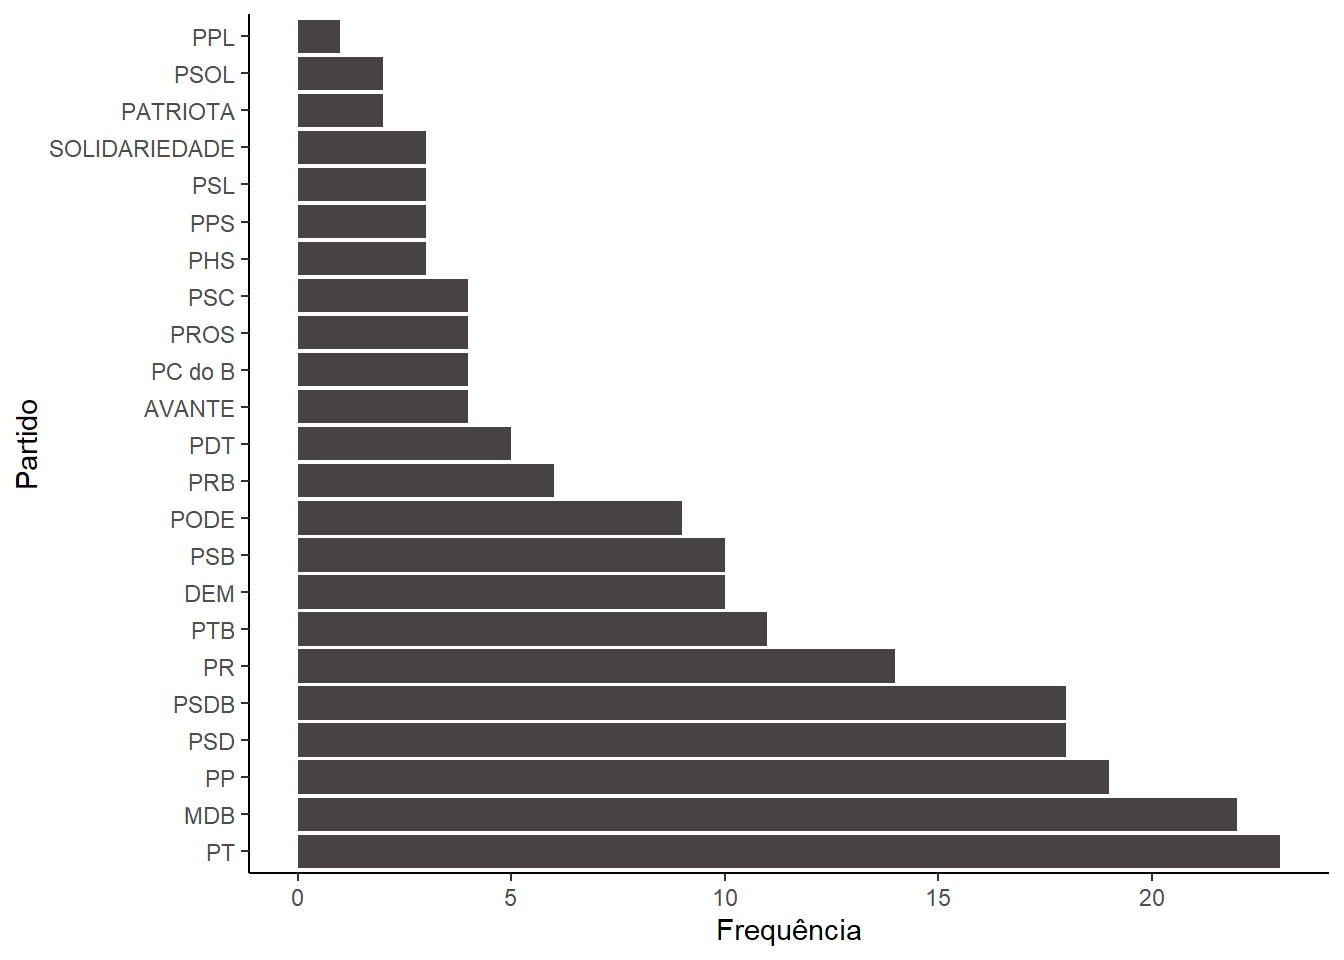 PPL
PSOL
PATRIOTA
SOLIDARIEDADE
PSL
PPS
PHS
PSC
PROS
PC do B
AVANTE
PDT
PRB
PODE
PSB
DEM
PTB
PR
PSDB
PSD
PP
MDB
PT
Partido
0 5 10 15 20
Frequência